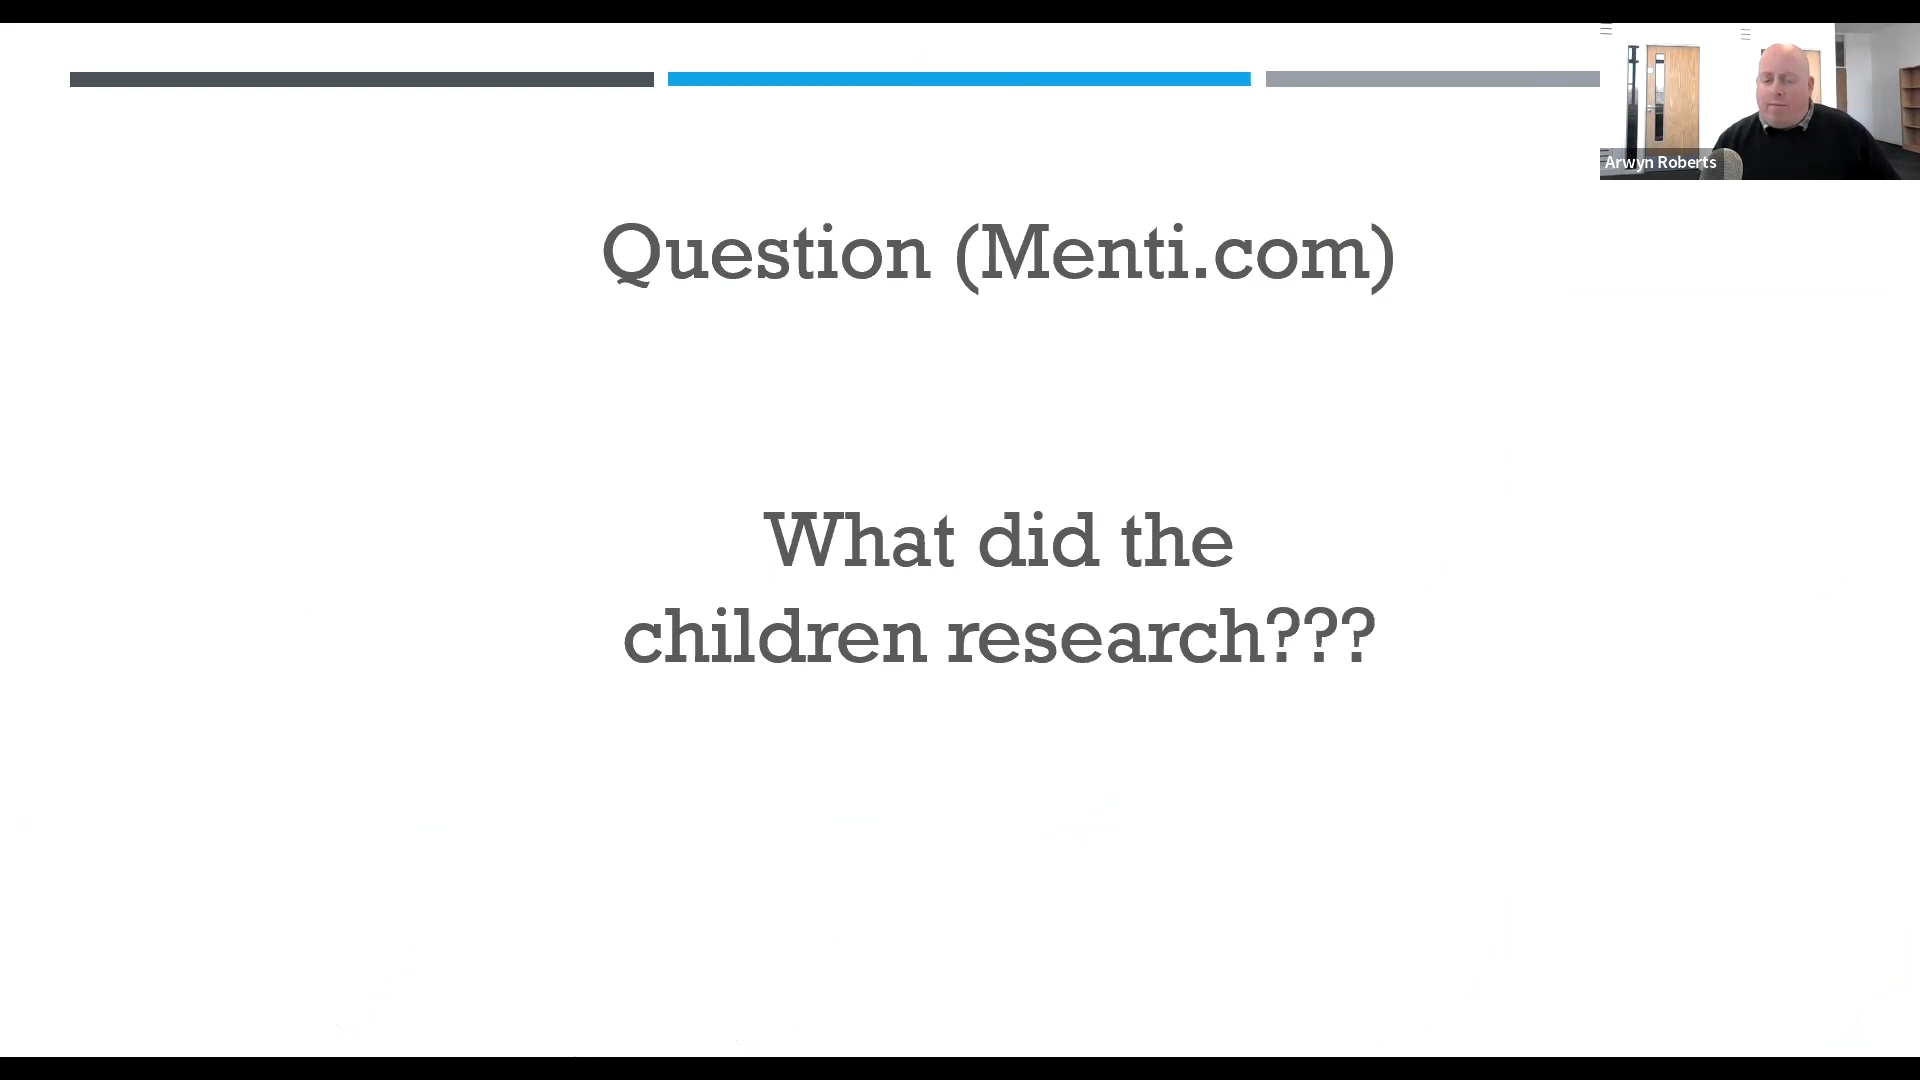 Arwyn Roberts
Question (Menti.com)
What did the
children research???